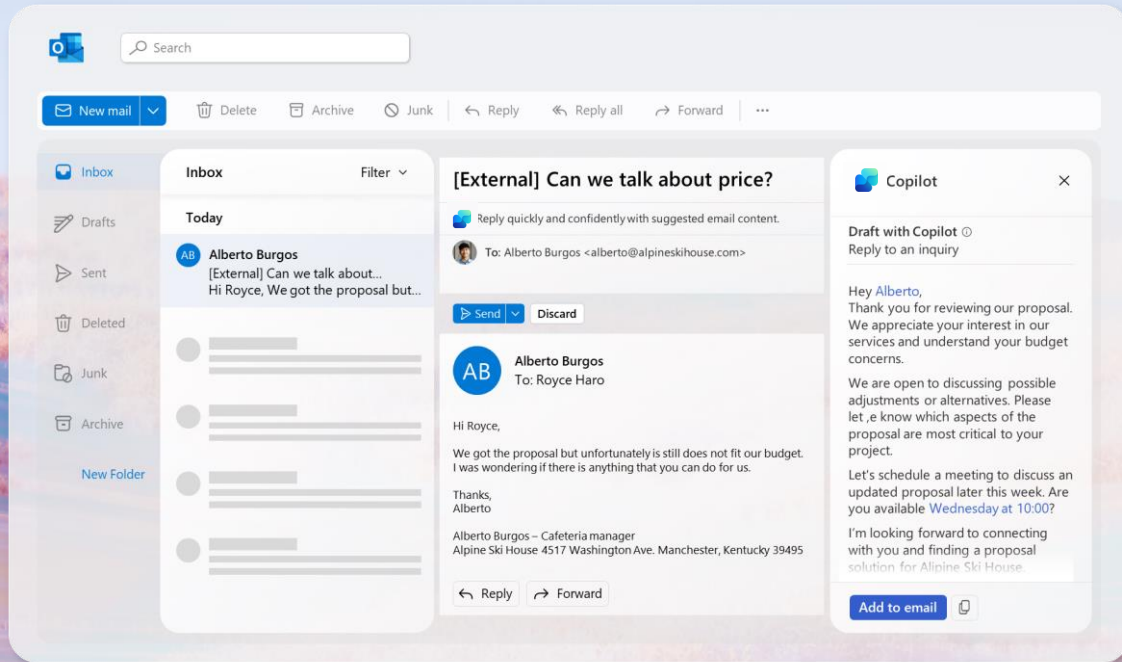 O
Search
New mail
Delete
Archive
Junk
Reply
Reply all
Forward
...
Inbox
Drafts
Sent
Deleted
Junk
Archive
New Folder
Inbox
Filter
Today
AB
Alberto Burgos
[External] Can we talk about...
Hi Royce, We got the proposal but...
[External] Can we talk about price?
Reply quickly and confidently with suggested email content.
To: Alberto Burgos <alberto@alpineskihouse.com>
Send
Discard
AB
Alberto Burgos
To: Royce Haro
Hi Royce,
We got the proposal but unfortunately is still does not fit our budget.
I was wondering if there is anything that you can do for us.
Thanks,
Alberto
Alberto Burgos – Cafeteria manager
Alpine Ski House 4517 Washington Ave. Manchester, Kentucky 39495
Reply
Forward
Copilot
Draft with Copilot
Reply to an inquiry
Hey Alberto,
Thank you for reviewing our proposal.
We appreciate your interest in our
services and understand your budget
concerns.
We are open to discussing possible
adjustments or alternatives. Please
let ,e know which aspects of the
proposal are most critical to your
project.
Let's schedule a meeting to discuss an
updated proposal later this week. Are
you available Wednesday at 10:00?
I'm looking forward to connecting
with you and finding a proposal
solution for Alipine Ski House.
Add to email